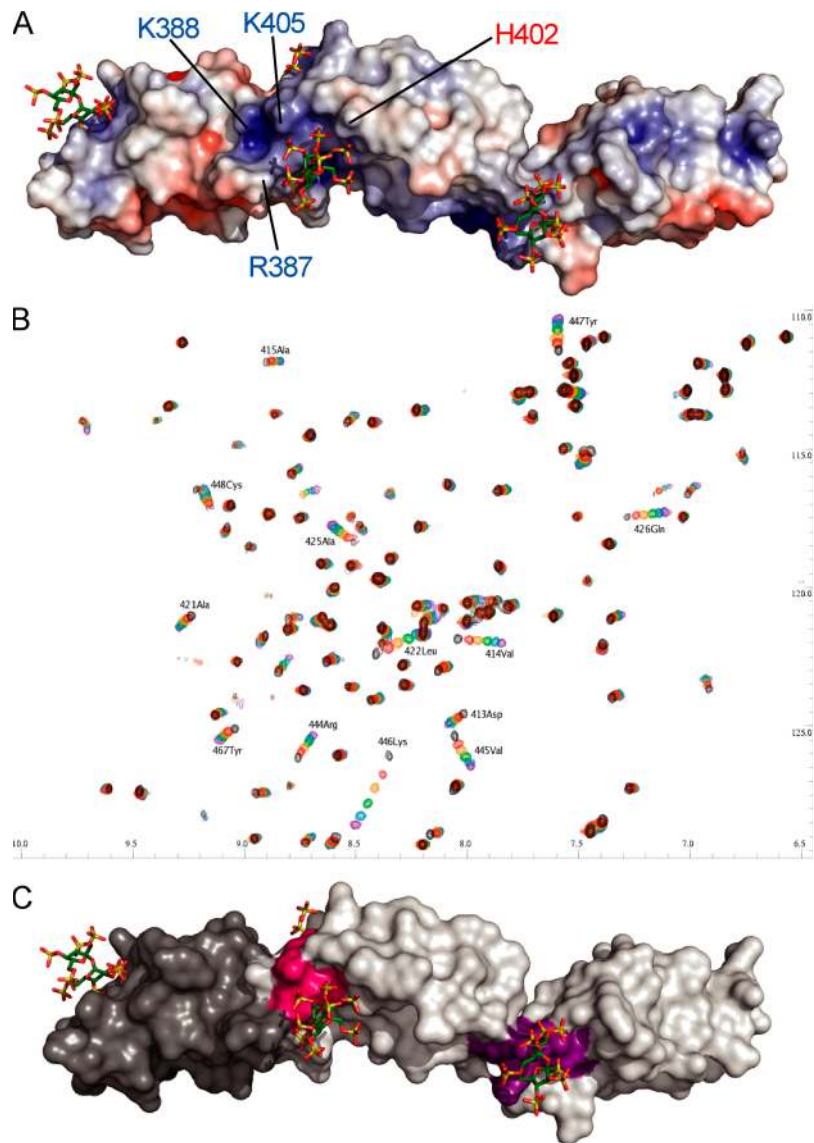 A
K388
K405
H402
R387
B
110.0
447Tyr
415Ala
115.0
448Cys
426Gln
425Ala
120.0
421Ala
422Leu
414Val
413Asp
467Tyr
444Arg
446Lys
445Val
125.0
10.0 9.5 9.0 8.5 8.0 7.5 7.0 6.5
C